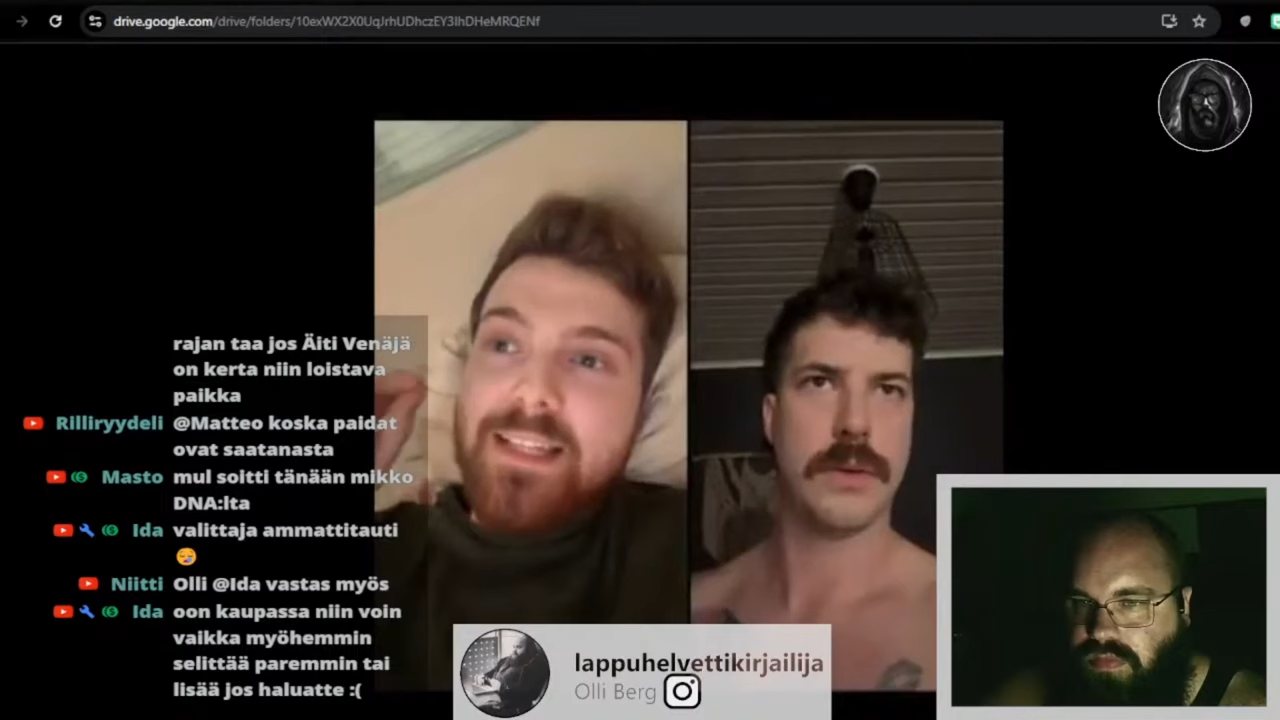 drive.google.com/drive/folders/10exWX2X0UqJrhUDhczEY3IhDHeMRQENf
rajan taa jos Äiti Venäjä
on kerta niin loistava
paikka
Rilliryydeli @Matteo koska paidat
ovat saatanasta
Masto mul soitti tänään mikko
DNA:lta
Ida valittaja ammattitauti
😪
Niitti Olli @Ida vastas myös
Ida oon kaupassa niin voin
vaikka myöhemmin
selittää paremmin tai
lisää jos haluatte :(
lappuhelvettikirjailija
Olli Berg